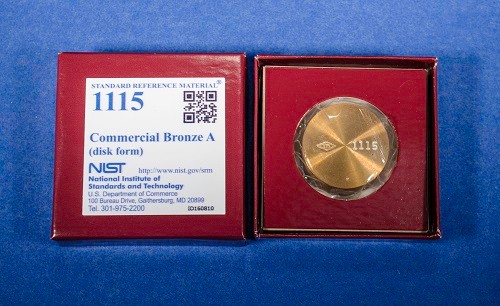 STANDARD REFERENCE MATERIAL®
1115
Commercial Bronze A
(disk form)
NIST http://www.nist.gov/srm
National Institute of
Standards and Technology
U.S. Department of Commerce
100 Bureau Drive, Gaithersburg, MD 20899
Tel. 301-975-2200 ID160810
1115